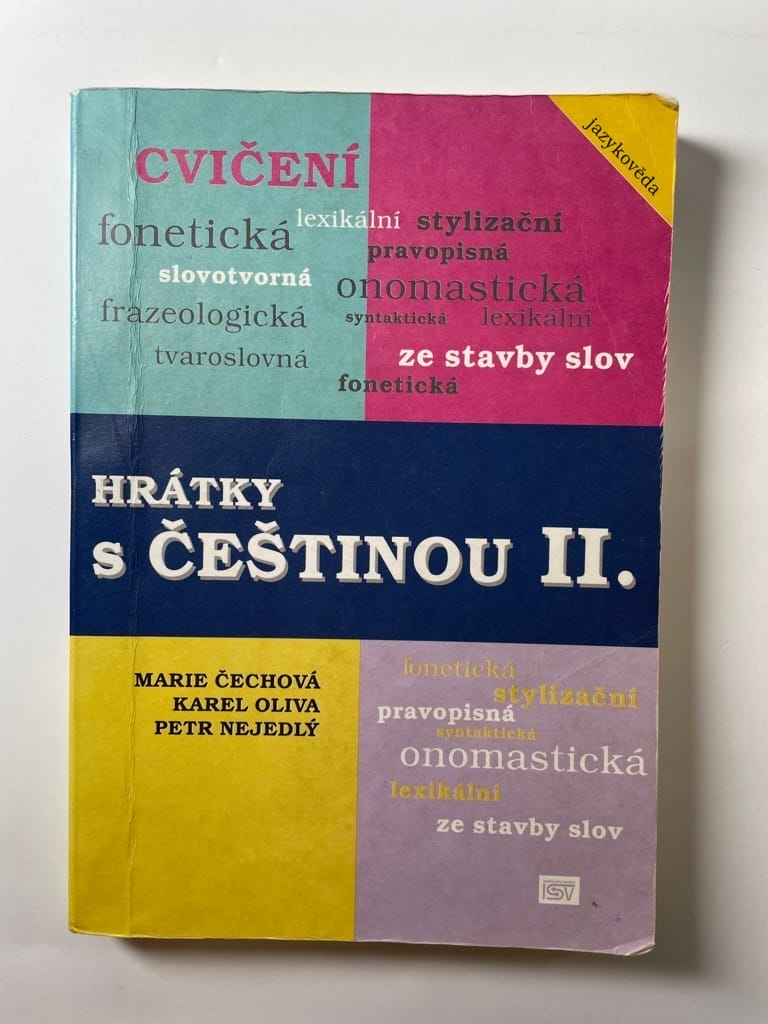 jazykověda
CVIČENÍ
lexikální stylizační
fonetická
pravopisná
slovotvorná
onomastická
frazeologická
syntaktická lexikální
tvaroslovná
ze stavby slov
fonetická
HRÁTKY
s ČEŠTINOU II.
MARIE ČECHOVÁ
KAREL OLIVA
PETR NEJEDLÝ
fonetická
stylizační
pravopisná
syntaktická
onomastická
lexikální
ze stavby slov
ISV